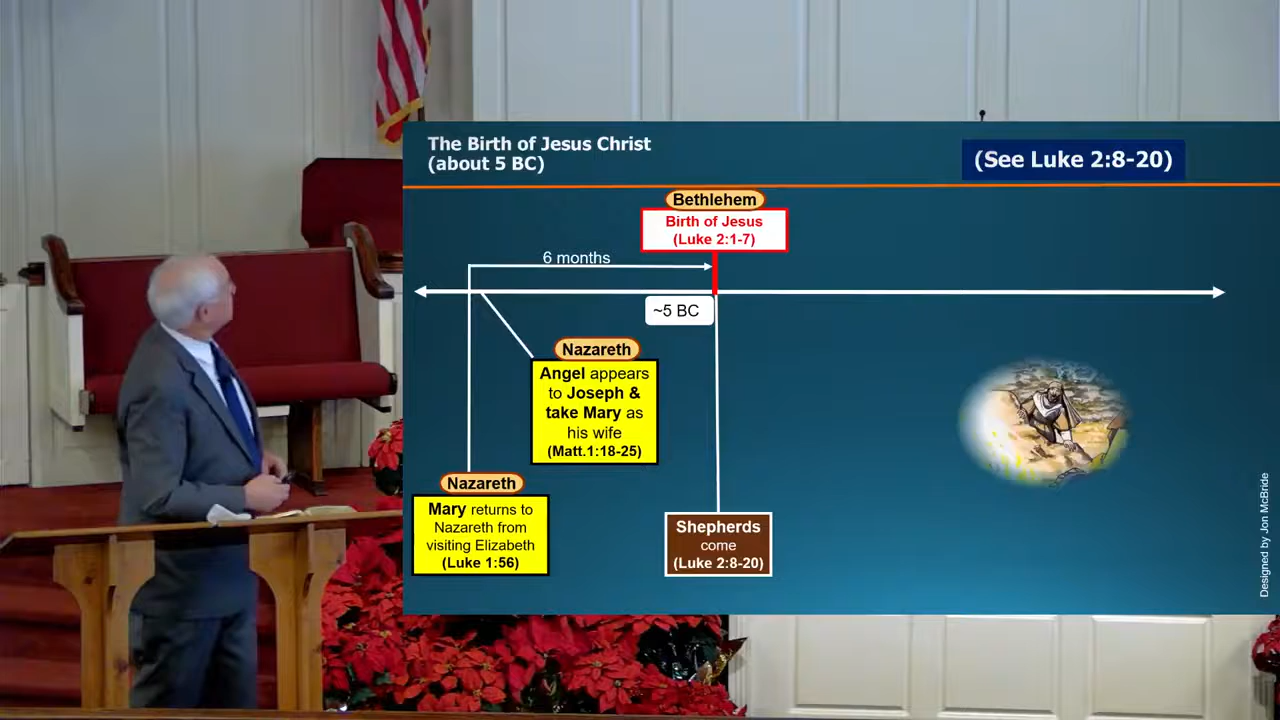 The Birth of Jesus Christ
(about 5 BC)
(See Luke 2:8-20)
Bethlehem
Birth of Jesus
(Luke 2:1-7)
6 months
~5 BC
Nazareth
Angel appears
to Joseph &
take Mary as
his wife
(Matt.1:18-25)
Nazareth
Mary returns to
Nazareth from
visiting Elizabeth
(Luke 1:56)
Shepherds
come
(Luke 2:8-20)
Designed by Jon McBride